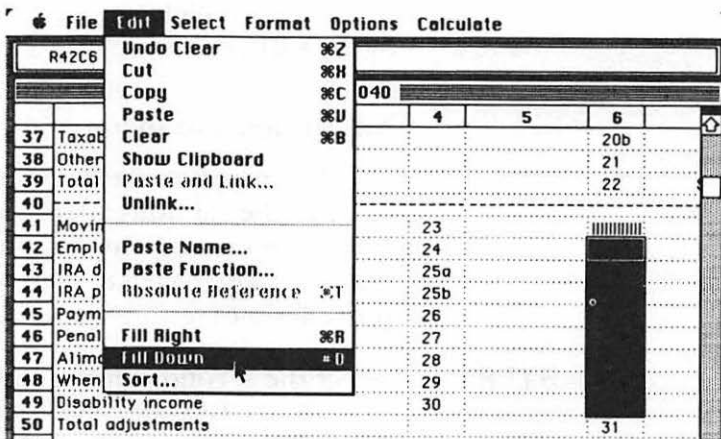 File Edit Select Format Options Calculate
R42C6
Undo Clear ⌘Z
Cut ⌘X
Copy ⌘C
040
Paste ⌘V
4 5 6
Clear ⌘B
37 Taxab 20b
38 Other Show Clipboard 21
39 Total Paste and Link... 22
40 Unlink...
41 Movin 23 ||||||||||
42 Emplo Paste Name... 24
43 IRA d Paste Function... 25a
44 IRA p Absolute Reference ⌘T 25b
45 Paym 26
46 Penal Fill Right ⌘R 27
47 Alimo Fill Down ⌘D 28
48 When Sort... 29
49 Disability income 30
50 Total adjustments 31